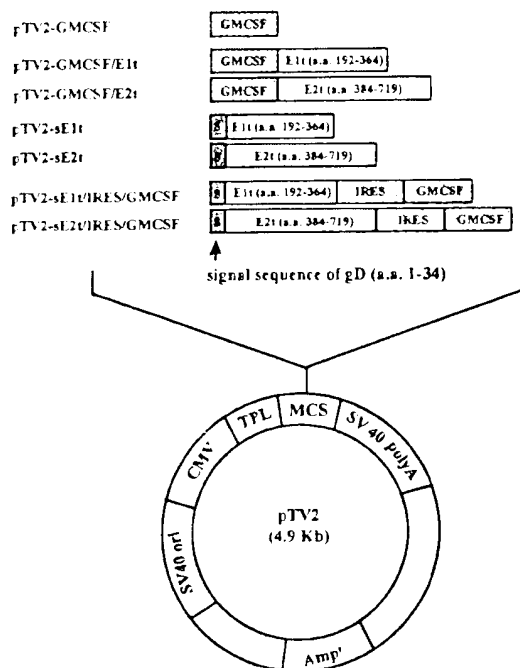 pTV2-GMCSF GMCSF
pTV2-GMCSF/E1t GMCSF E1t (a.a. 192-364)
pTV2-GMCSF/E2t GMCSF E2t (a.a. 384-719)
pTV2-sE1t s E1t (a.a. 192-364)
pTV2-sE2t s E2t (a.a. 384-719)
pTV2-sE1t/IRES/GMCSF s E1t (a.a. 192-364) IRES GMCSF
pTV2-sE2t/IRES/GMCSF s E2t (a.a. 384-719) IRES GMCSF
signal sequence of gD (a.a. 1-34)
SV40 ori CMV TPL MCS SV40 polyA
pTV2
(4.9 Kb)
Ampʳ